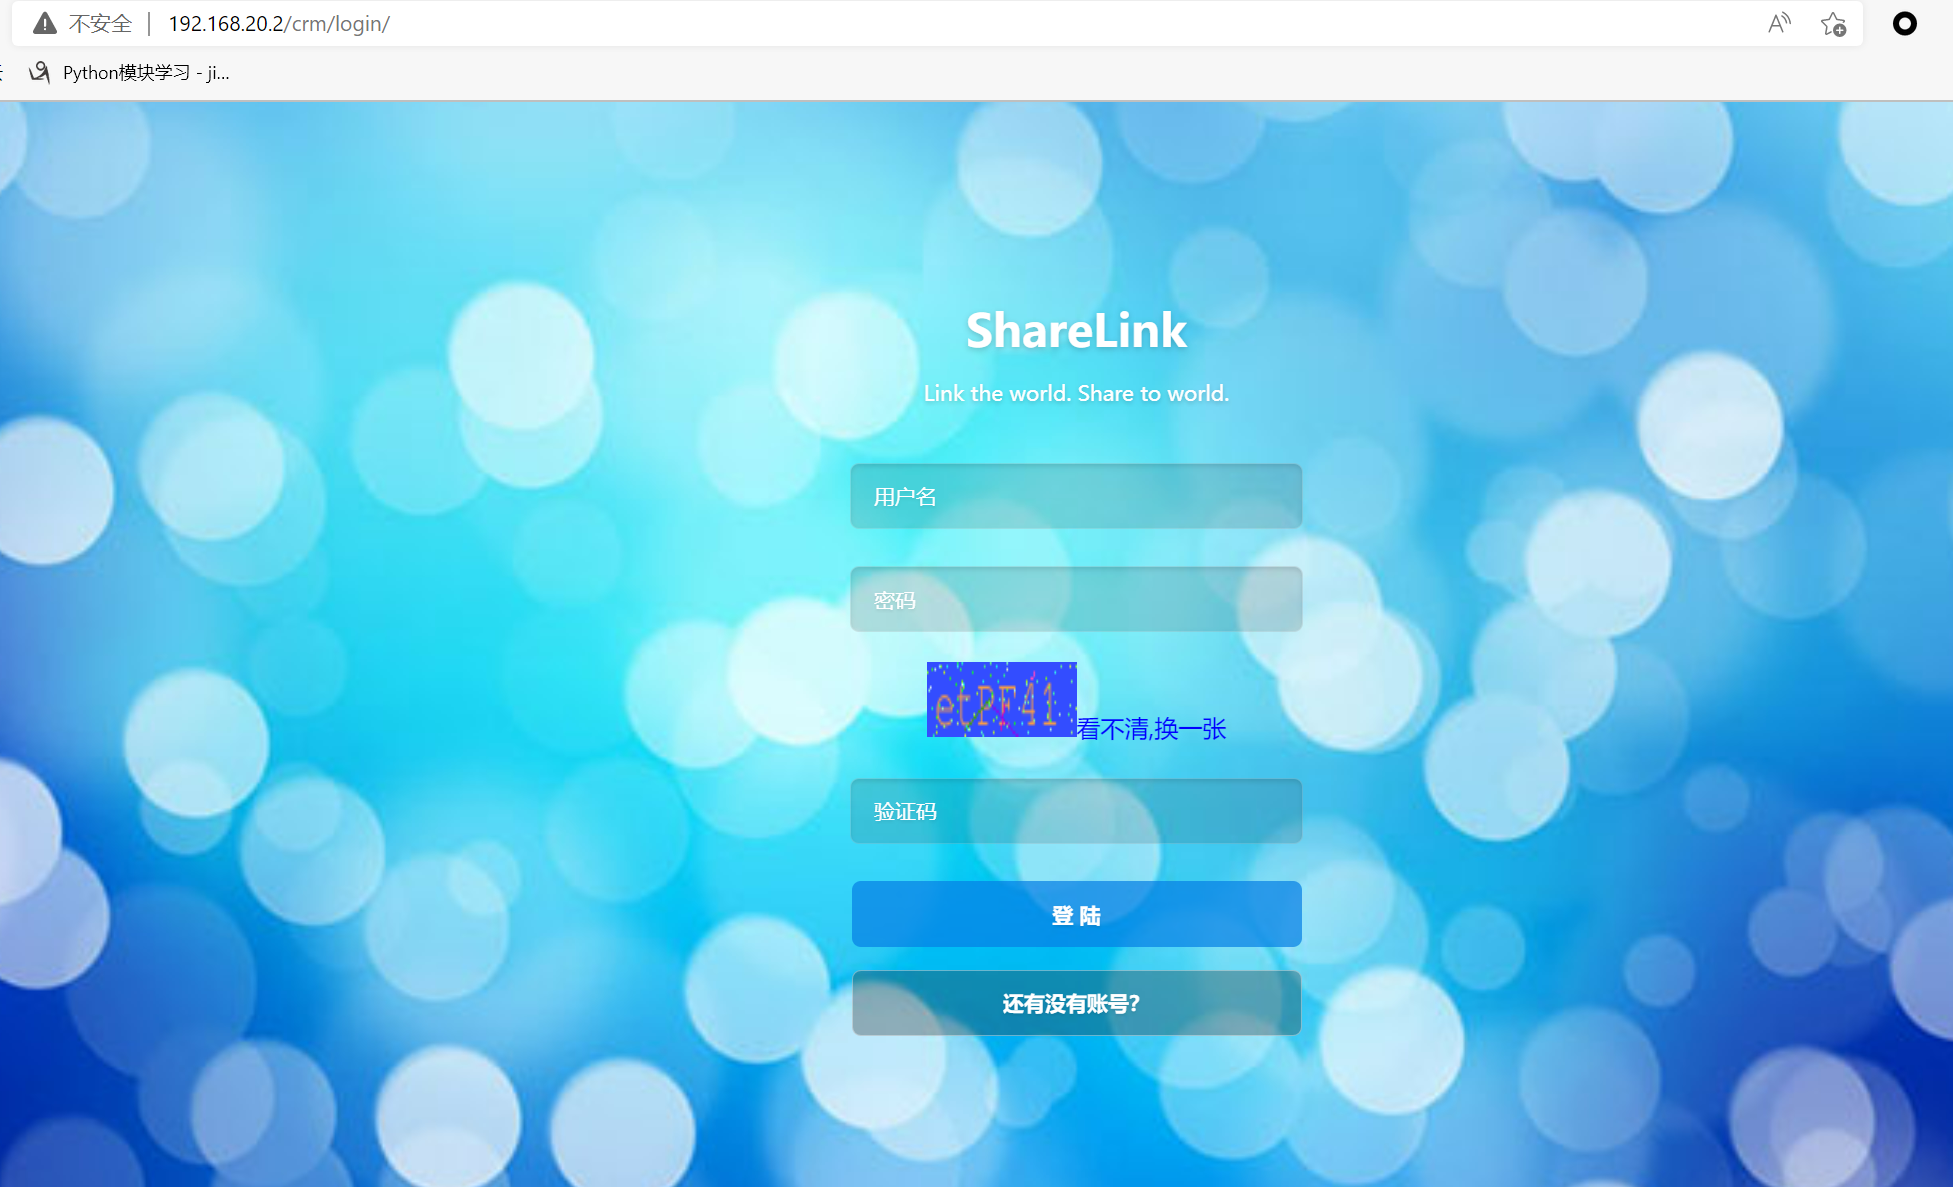 不安全 | 192.168.20.2/crm/login/
Python模块学习 - ji...
ShareLink
Link the world. Share to world.
用户名
密码
etPF41
看不清,换一张
验证码
登 陆
还有没有账号?